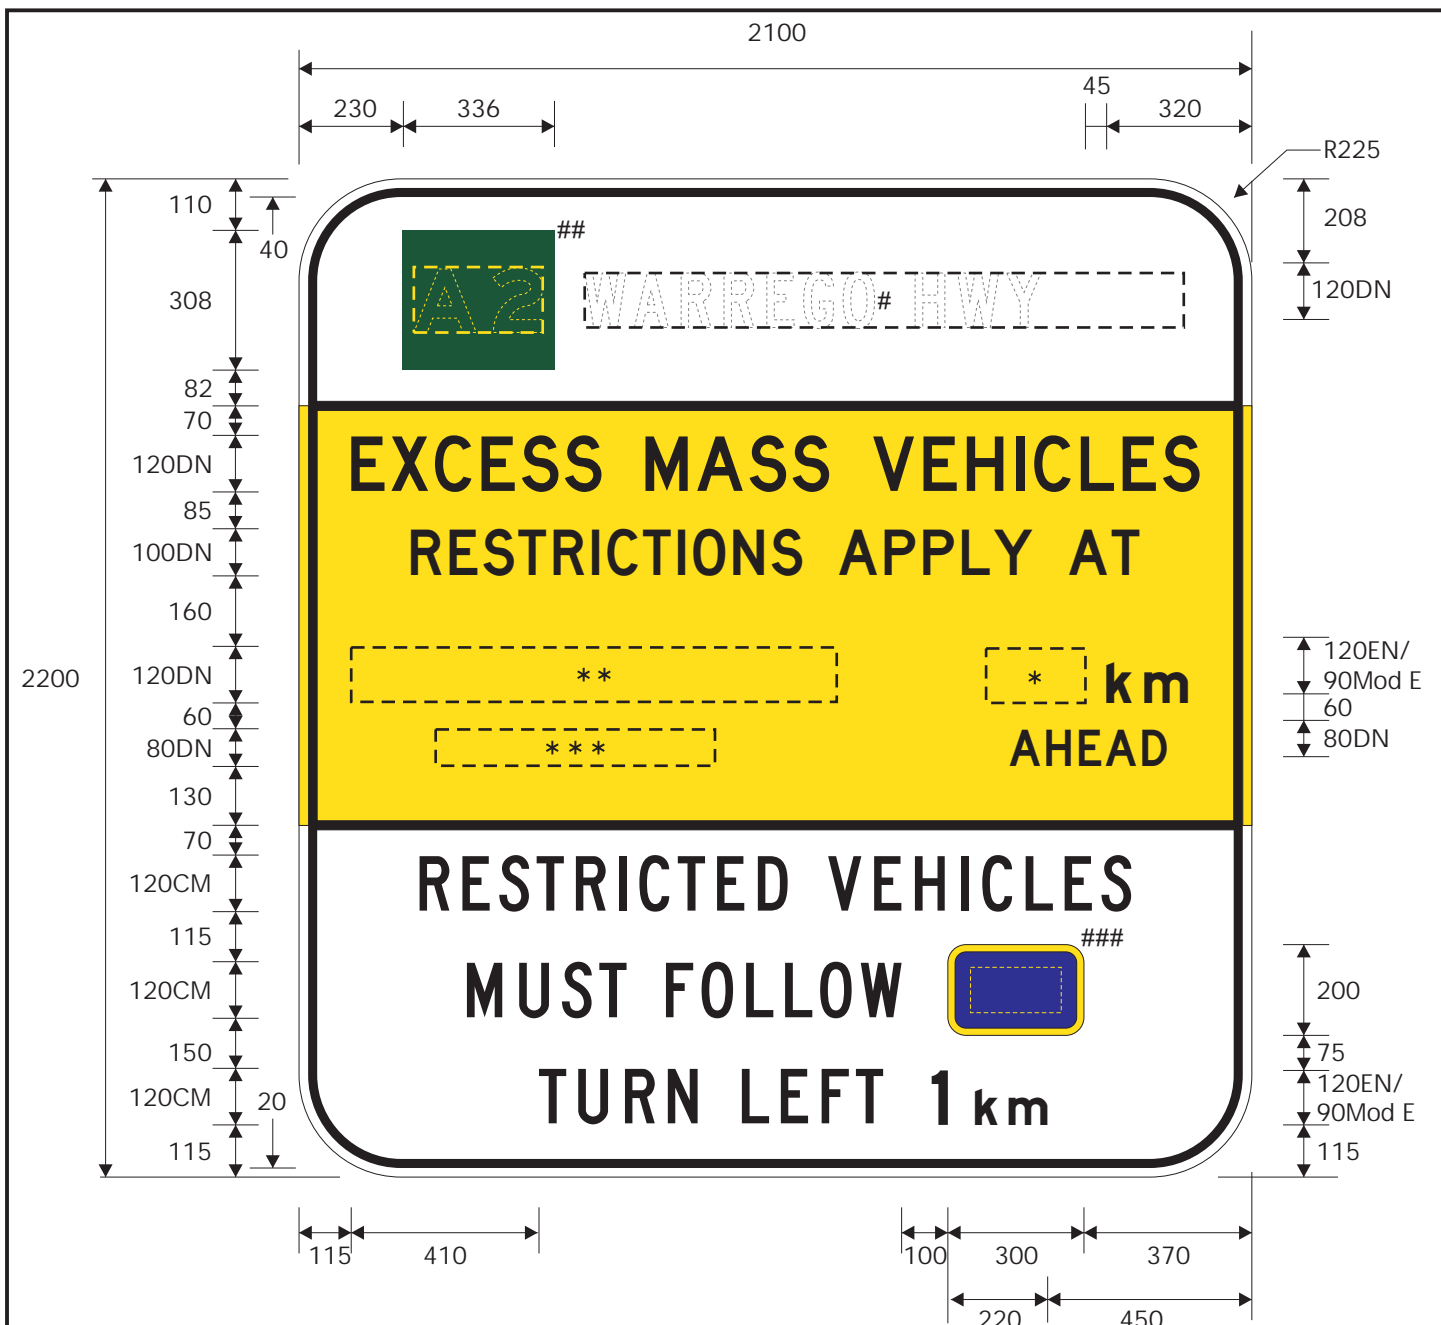 2100
45
230 336 320
R225
110
208
40
##
A2 WARREGO HWY
#
308
120DN
82
70
120DN
EXCESS MASS VEHICLES
85
100DN
RESTRICTIONS APPLY AT
160
2200
120DN
** * km
120EN/
90Mod E
60
60
80DN
*** AHEAD
80DN
130
70
120CM
RESTRICTED VEHICLES
115
###
120CM
MUST FOLLOW
200
150
75
120CM
20
TURN LEFT 1 km
120EN/
90Mod E
115
115
115 410 100 300 370
220 450